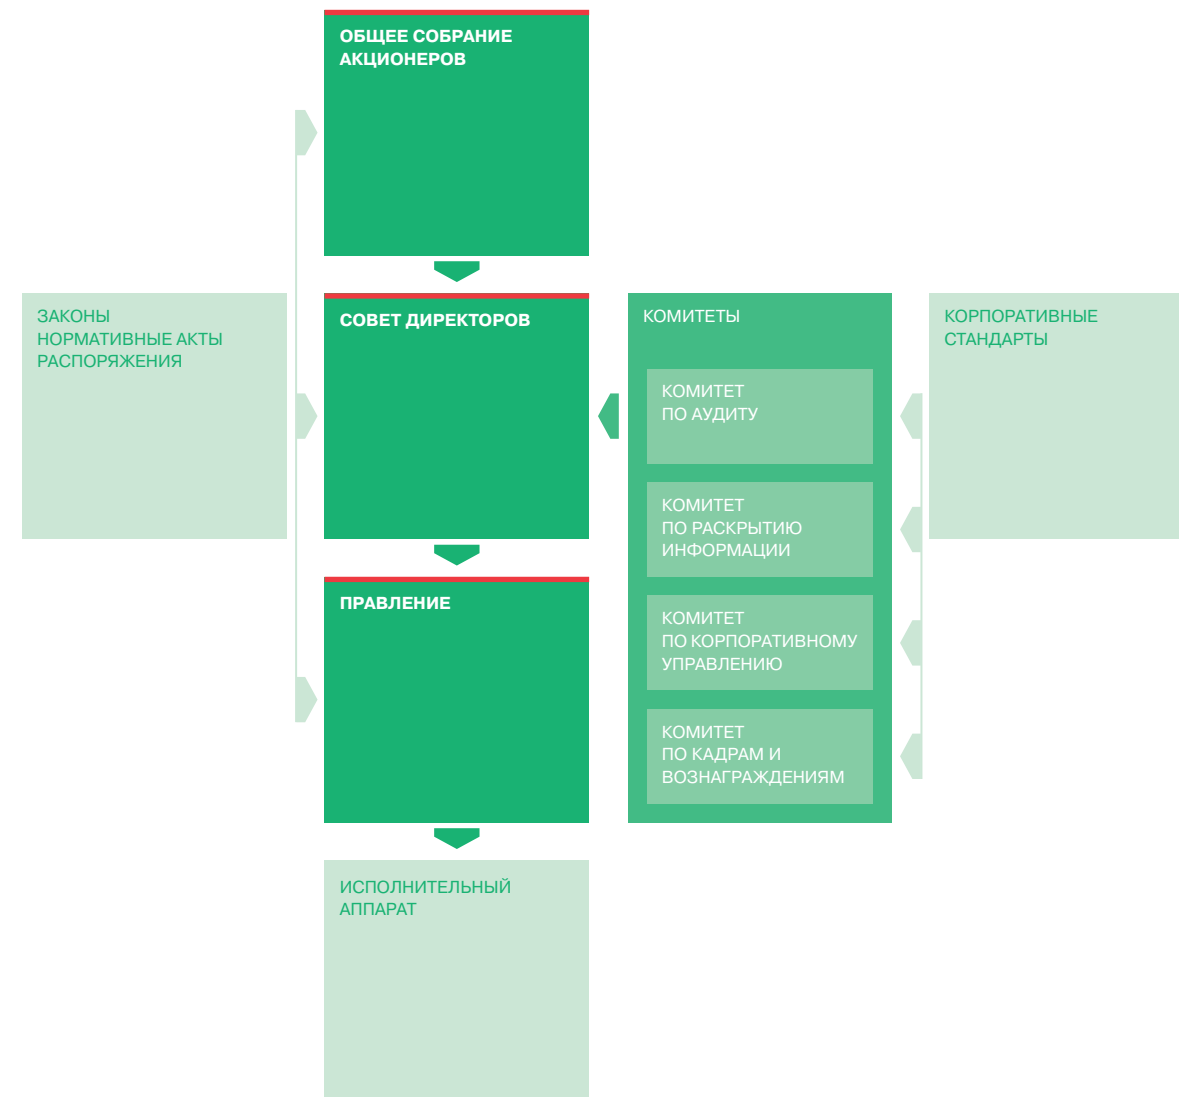 ОБЩЕЕ СОБРАНИЕ
АКЦИОНЕРОВ
ЗАКОНЫ
НОРМАТИВНЫЕ АКТЫ
РАСПОРЯЖЕНИЯ
СОВЕТ ДИРЕКТОРОВ
КОМИТЕТЫ
КОМИТЕТ
ПО АУДИТУ
КОМИТЕТ
ПО РАСКРЫТИЮ
ИНФОРМАЦИИ
КОМИТЕТ
ПО КОРПОРАТИВНОМУ
УПРАВЛЕНИЮ
КОМИТЕТ
ПО КАДРАМ И
ВОЗНАГРАЖДЕНИЯМ
КОРПОРАТИВНЫЕ
СТАНДАРТЫ
ПРАВЛЕНИЕ
ИСПОЛНИТЕЛЬНЫЙ
АППАРАТ